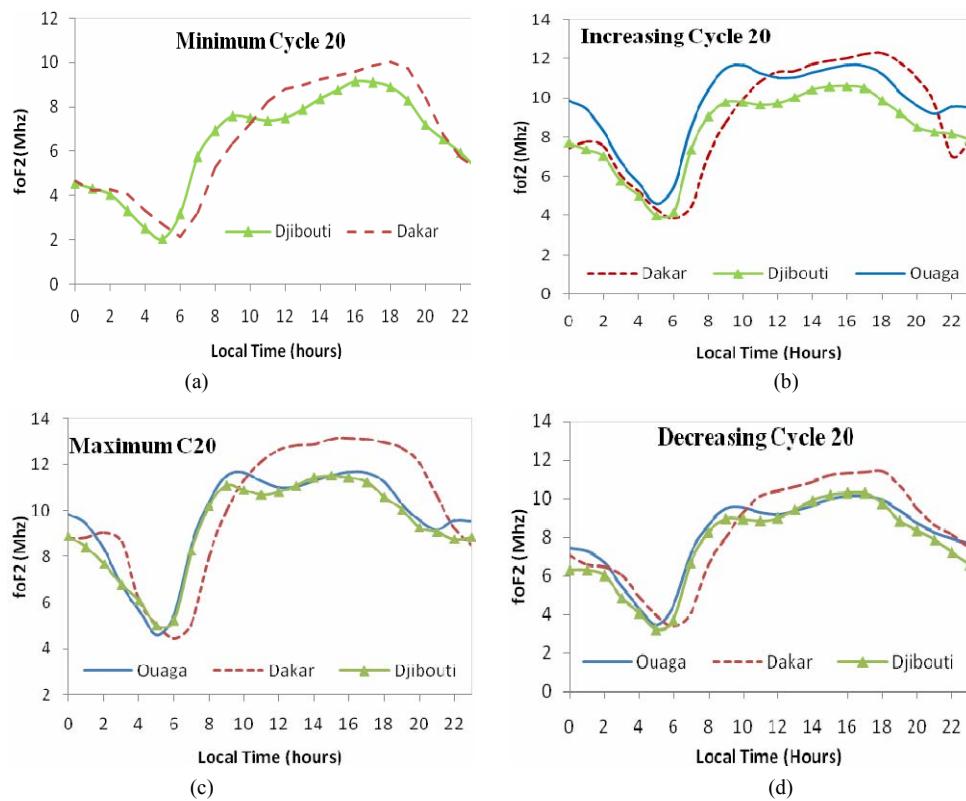 Minimum Cycle 20
foF2 (Mhz)
12
10
8
6
4
2
0
Djibouti
Dakar
0 2 4 6 8 10 12 14 16 18 20 22
Local Time (hours)
(a)
Increasing Cycle 20
fof2 (Mhz)
14
12
10
8
6
4
2
0
Dakar
Djibouti
Ouaga
0 2 4 6 8 10 12 14 16 18 20 22
Local Time (Hours)
(b)
Maximum C20
foF2 (Mhz)
14
12
10
8
6
4
2
Ouaga
Dakar
Djibouti
0 2 4 6 8 10 12 14 16 18 20 22
Local Time (hours)
(c)
Decreasing Cycle 20
foF2 (Mhz)
14
12
10
8
6
4
2
0
Ouaga
Dakar
Djibouti
0 2 4 6 8 10 12 14 16 18 20 22
Local Time (hours)
(d)